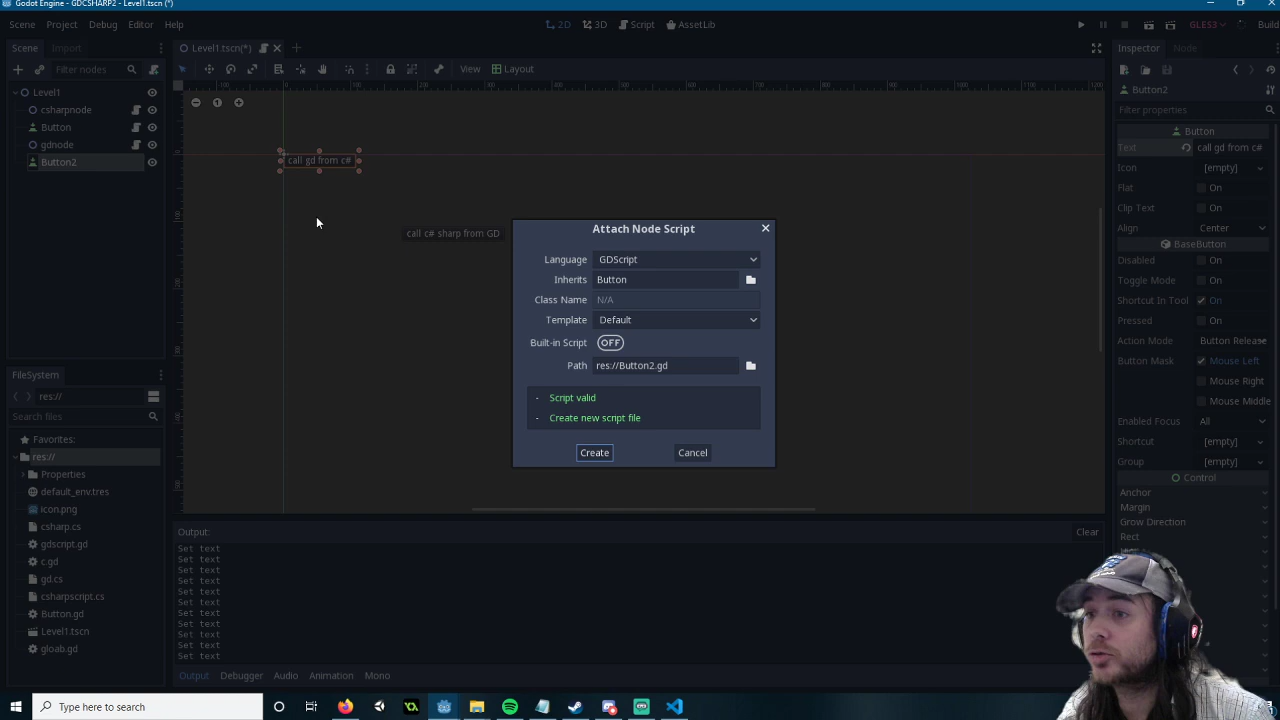 Godot Engine - GDCSHARP2 - Level1.tscn (*)
Scene Project Debug Editor Help
2D 3D Script AssetLib
GLES3 Build
Scene Import
Level1.tscn(*)
Inspector Node
Filter nodes
View Layout
Level1
csharpnode
Button
gdnode
Button2
call gd from c#
call c# sharp from GD
Attach Node Script
Language GDScript
Inherits Button
Class Name N/A
Template Default
Built-in Script OFF
Path res://Button2.gd
- Script valid
- Create new script file
Create Cancel
Button2
Filter properties
Button
Text call gd from c#
Icon [empty]
Flat On
Clip Text On
Align Center
BaseButton
Disabled On
Toggle Mode On
Shortcut In Tool On
Pressed On
Action Mode Button Release
Button Mask Mouse Left
Mouse Right
Mouse Middle
Enabled Focus All
Shortcut [empty]
Group [empty]
Control
Anchor
Margin
Grow Direction
Rect
FileSystem
res://
Search files
Favorites:
res://
Properties
default_env.tres
icon.png
csharp.cs
gdscript.gd
c.gd
gd.cs
csharpscript.cs
Button.gd
Level1.tscn
gloab.gd
Output: Clear
Set text
Set text
Set text
Set text
Set text
Set text
Set text
Set text
Set text
Set text
Set text
Output Debugger Audio Animation Mono
Type here to search